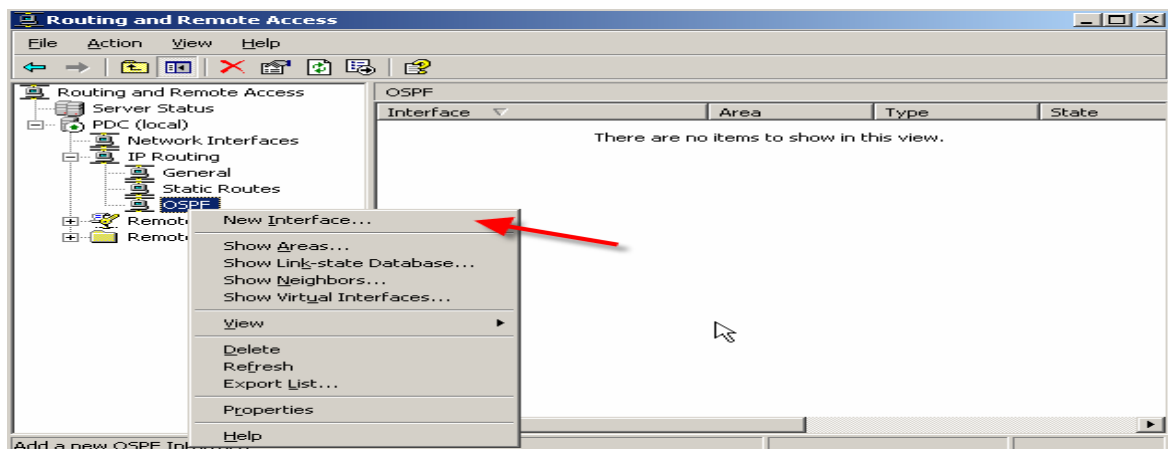 Routing and Remote Access
File Action View Help
Routing and Remote Access
Server Status
PDC (local)
Network Interfaces
IP Routing
General
Static Routes
OSPF
Remot
Remot
OSPF
Interface Area Type State
There are no items to show in this view.
New Interface...
Show Areas...
Show Link-state Database...
Show Neighbors...
Show Virtual Interfaces...
View
Delete
Refresh
Export List...
Properties
Help
Add a new OSPF